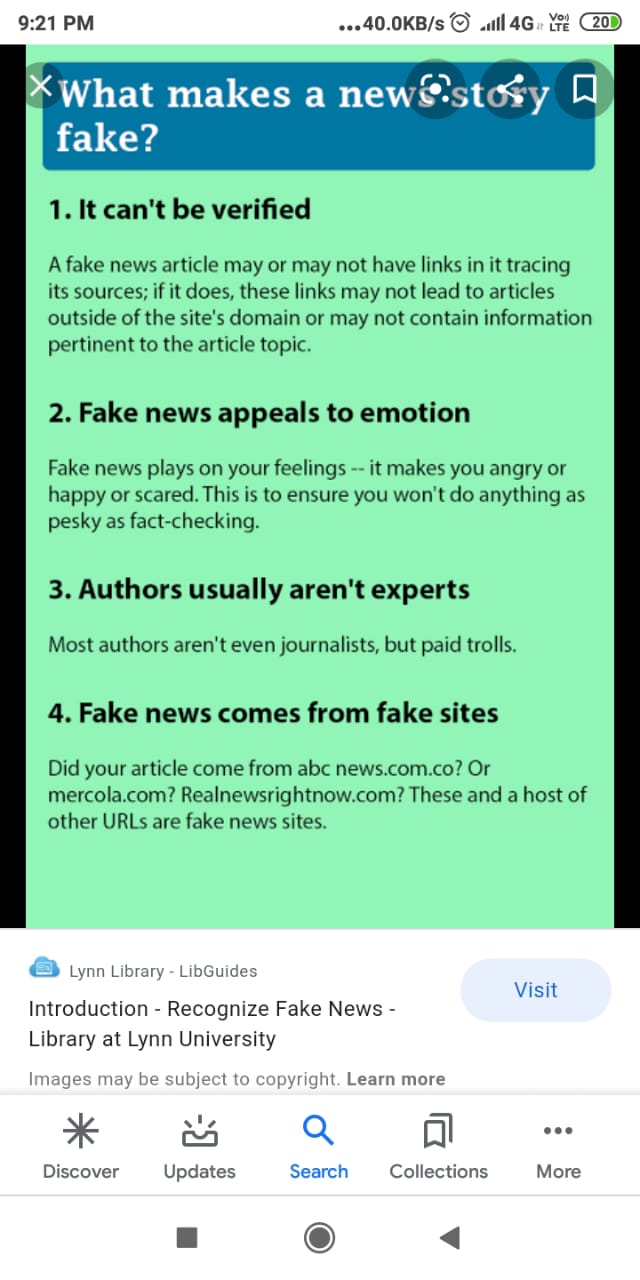 9:21 PM
...40.0KB/s 4G Vo)) LTE 20
What makes a news story
fake?
1. It can't be verified
A fake news article may or may not have links in it tracing
its sources; if it does, these links may not lead to articles
outside of the site's domain or may not contain information
pertinent to the article topic.
2. Fake news appeals to emotion
Fake news plays on your feelings -- it makes you angry or
happy or scared. This is to ensure you won't do anything as
pesky as fact-checking.
3. Authors usually aren't experts
Most authors aren't even journalists, but paid trolls.
4. Fake news comes from fake sites
Did your article come from abc news.com.co? Or
mercola.com? Realnewsrightnow.com? These and a host of
other URLs are fake news sites.
Lynn Library - LibGuides
Visit
Introduction - Recognize Fake News -
Library at Lynn University
Images may be subject to copyright. Learn more
Discover Updates Search Collections More